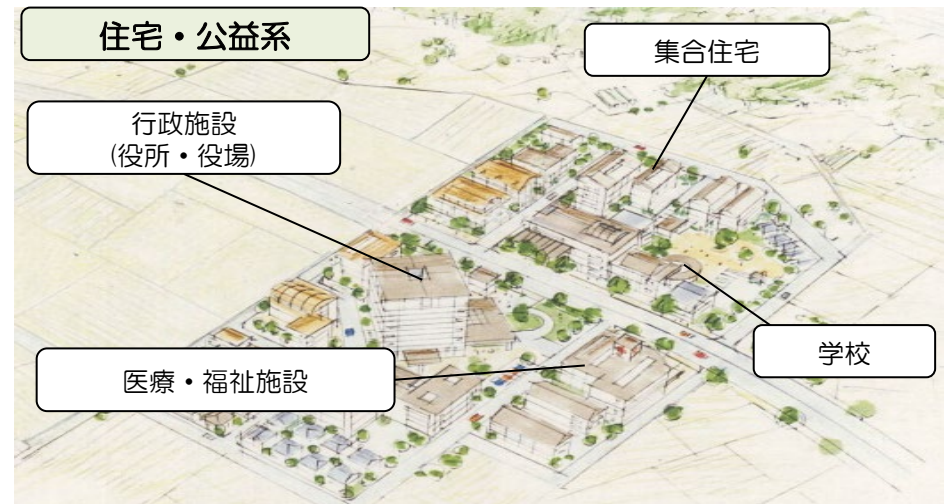 住宅・公益系
集合住宅
行政施設
(役所・役場)
学校
医療・福祉施設